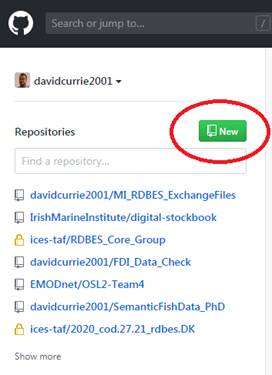 Search or jump to...
/
davidcurrie2001
Repositories
New
Find a repository...
davidcurrie2001/MI_RDBES_ExchangeFiles
IrishMarineInstitute/digital-stockbook
ices-taf/RDBES_Core_Group
davidcurrie2001/FDI_Data_Check
EMODnet/OSL2-Team4
davidcurrie2001/SemanticFishData_PhD
ices-taf/2020_cod.27.21_rdbes.DK
Show more